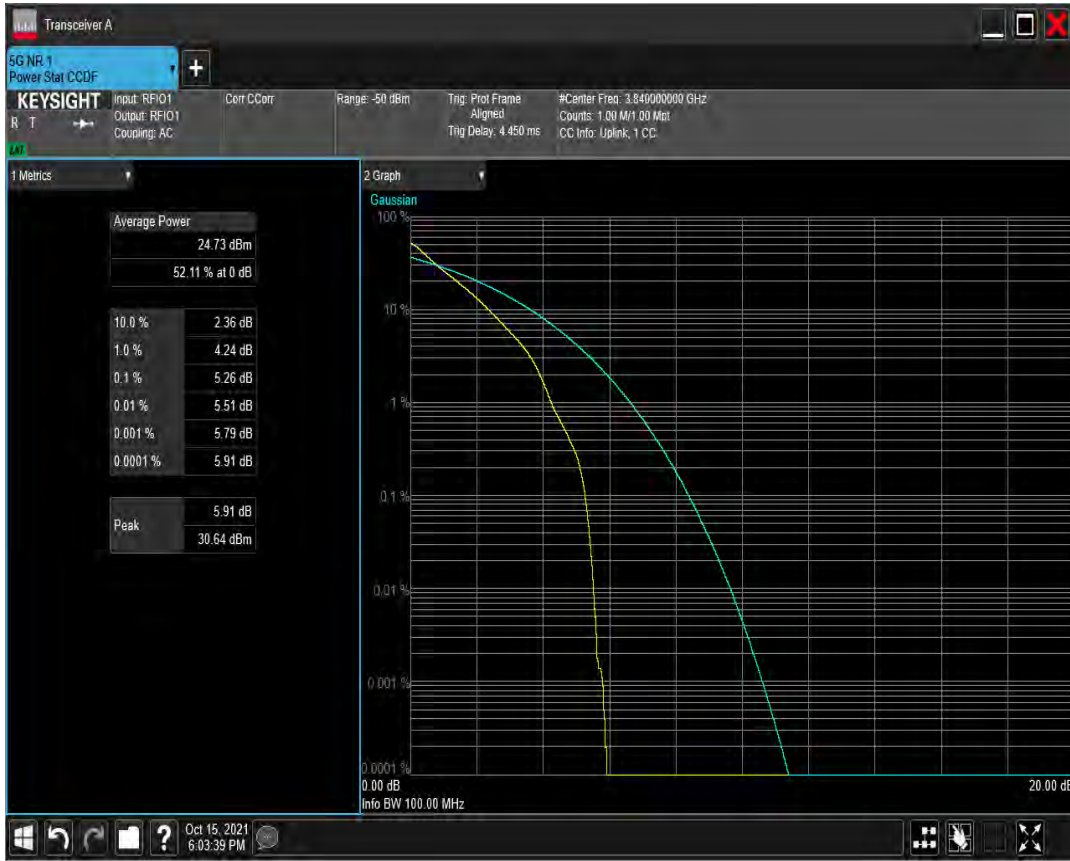 Transceiver A
5G NR 1
Power Stat CCDF
+
KEYSIGHT
R T
LXI
Input: RFIO1
Output: RFIO1
Coupling: AC
Corr CCorr
Range: -50 dBm
Trig: Prot Frame
Aligned
Trig Delay: 4.450 ms
#Center Freq: 3.840000000 GHz
Counts: 1.00 M/1.00 Mpt
CC Info: Uplink, 1 CC
1 Metrics
Average Power
24.73 dBm
52.11 % at 0 dB
10.0 % 2.36 dB
1.0 % 4.24 dB
0.1 % 5.26 dB
0.01 % 5.51 dB
0.001 % 5.79 dB
0.0001 % 5.91 dB
Peak
5.91 dB
30.64 dBm
2 Graph
Gaussian
100 %
10 %
1 %
0.1 %
0.01 %
0.001 %
0.0001 %
0.00 dB 20.00 dB
Info BW 100.00 MHz
?
Oct 15, 2021
6:03:39 PM